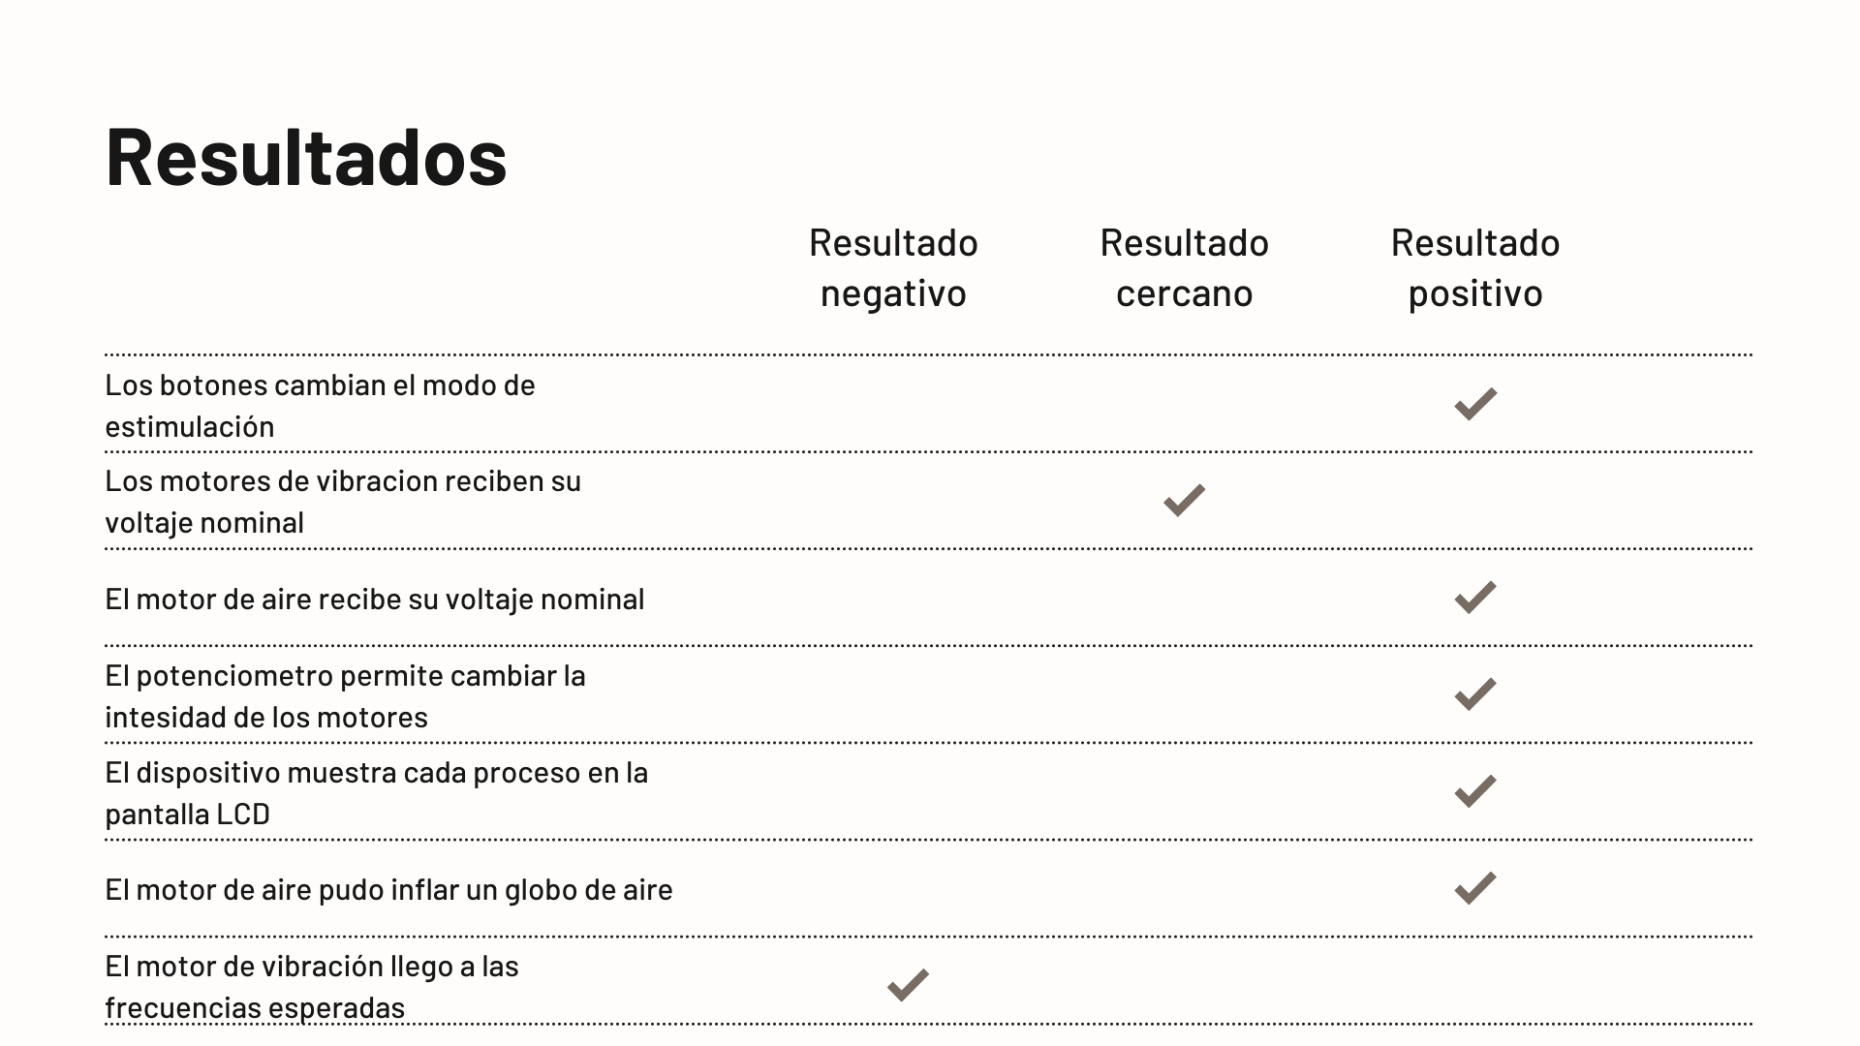 Resultados
Resultado
negativo
Resultado
cercano
Resultado
positivo
Los botones cambian el modo de
estimulación
Los motores de vibracion reciben su
voltaje nominal
El motor de aire recibe su voltaje nominal
El potenciometro permite cambiar la
intesidad de los motores
El dispositivo muestra cada proceso en la
pantalla LCD
El motor de aire pudo inflar un globo de aire
El motor de vibración llego a las
frecuencias esperadas